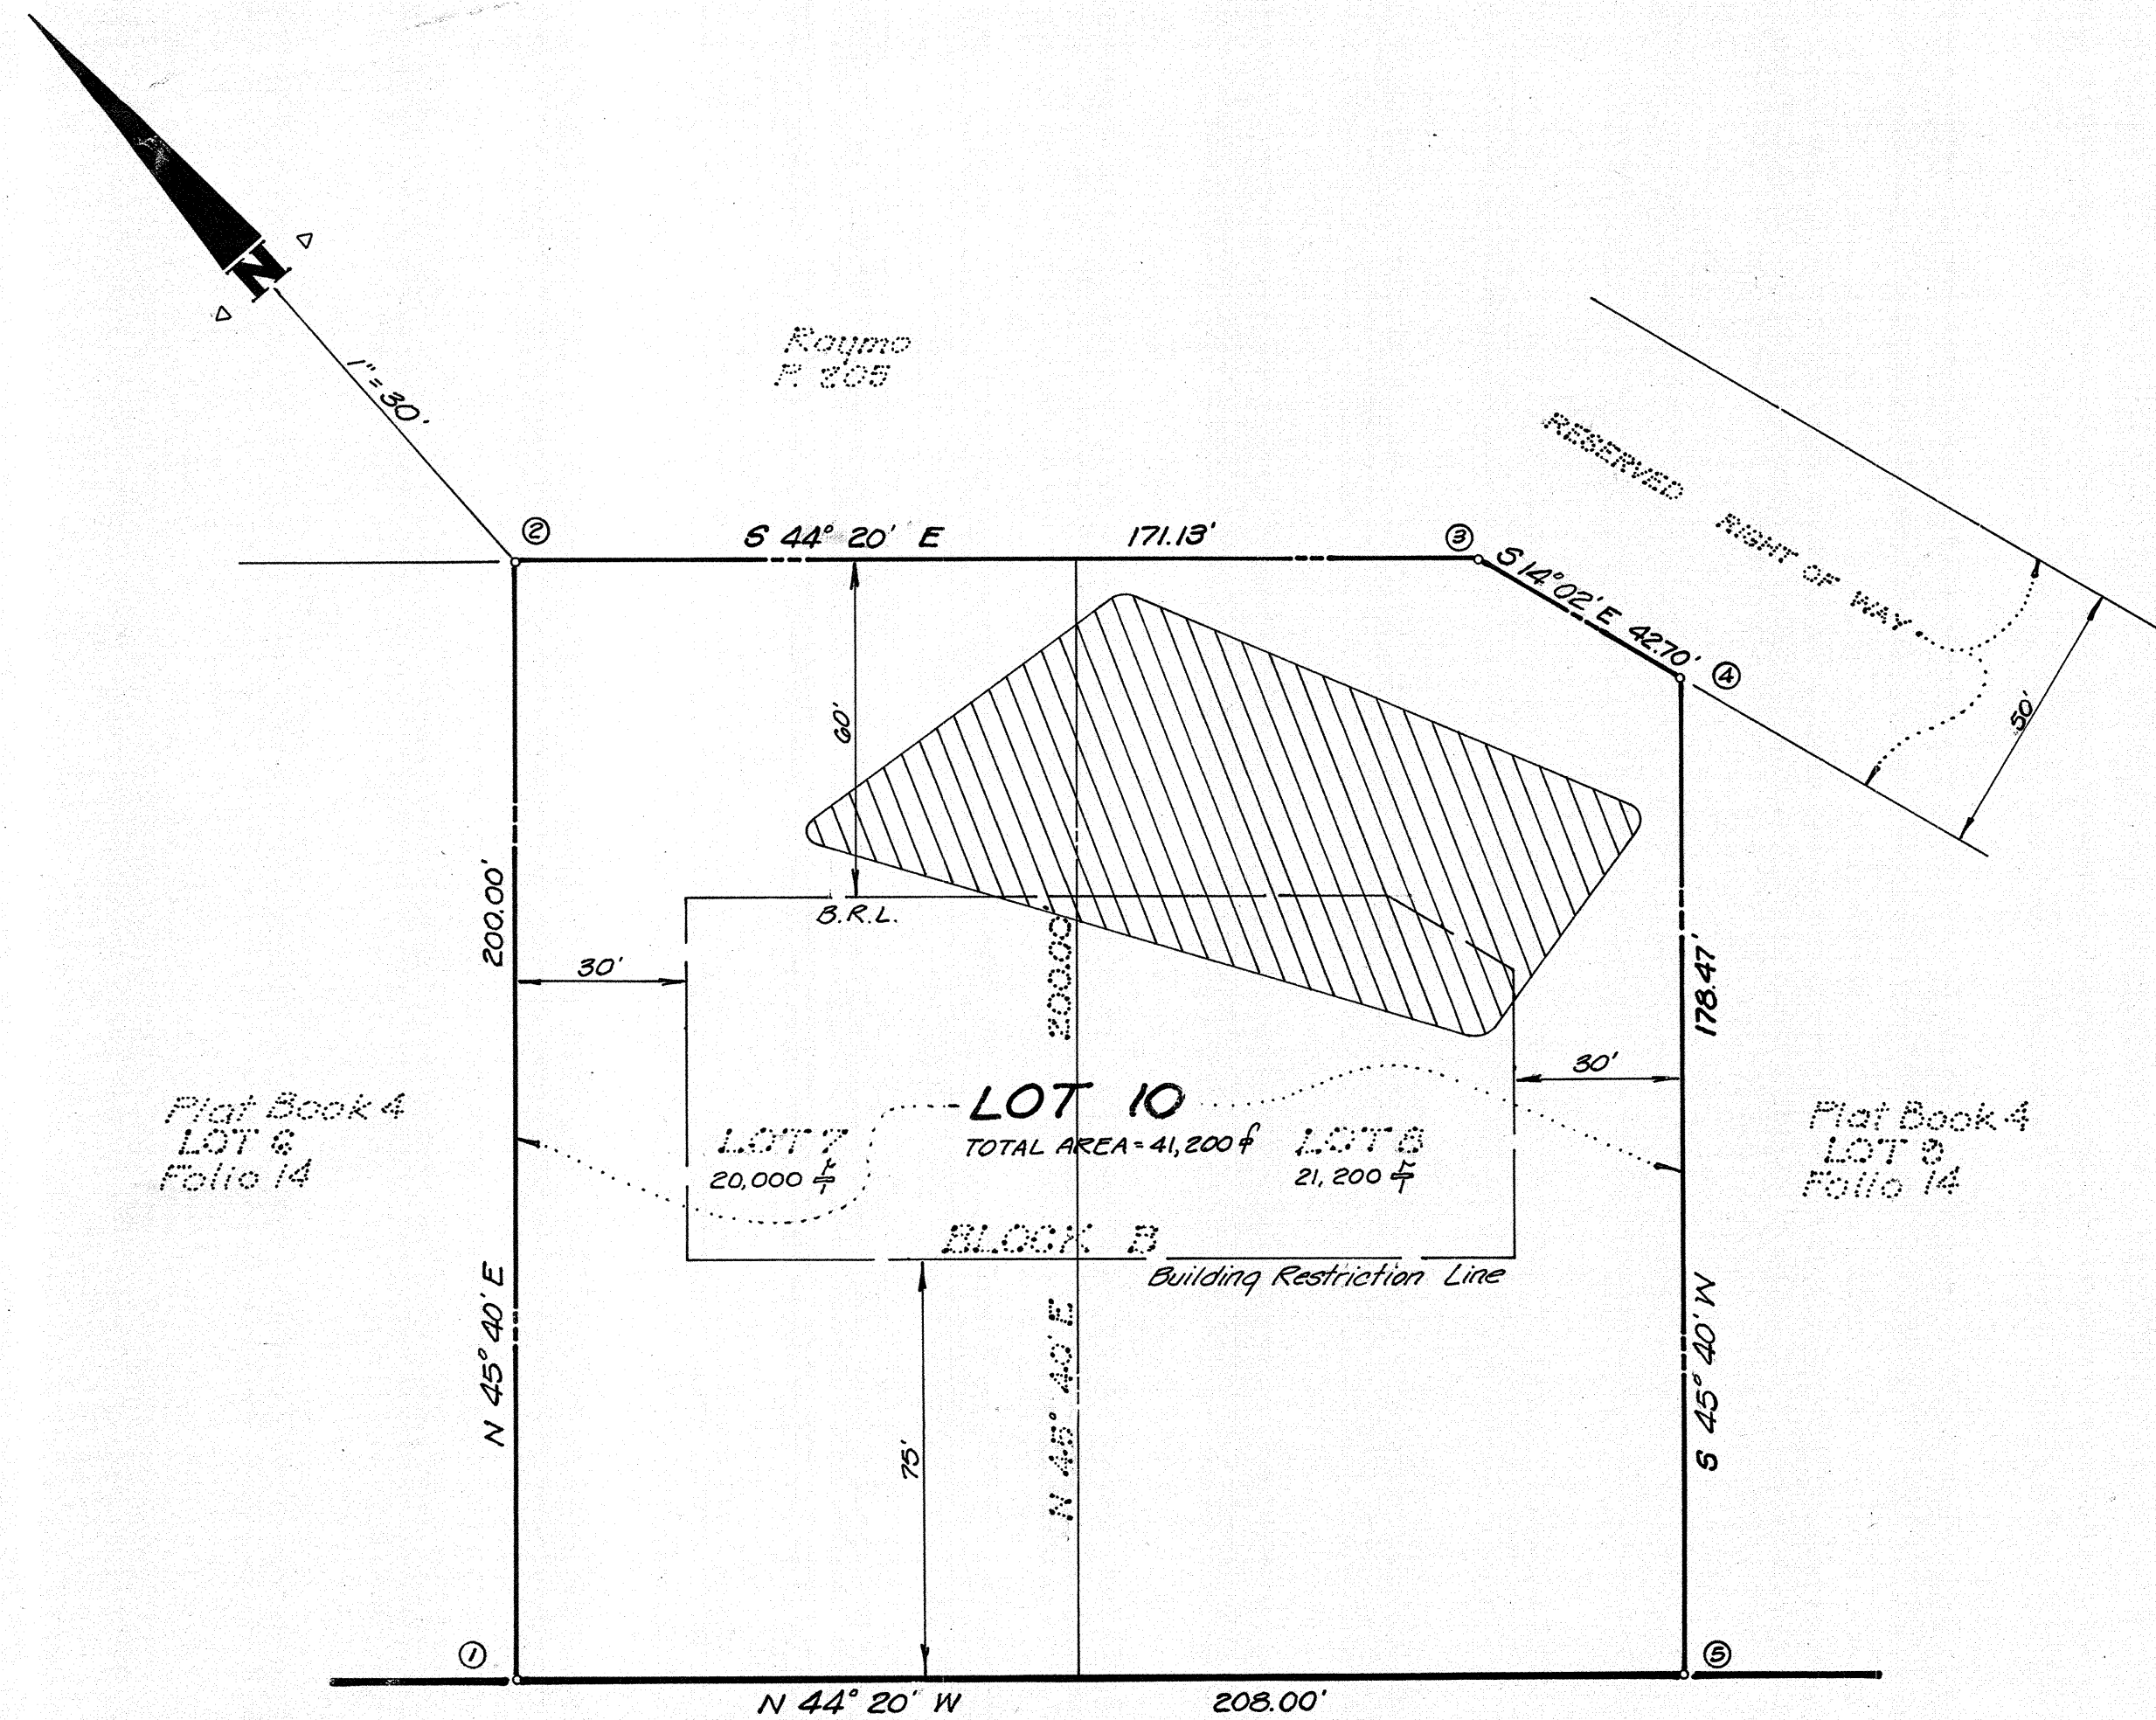 N
1"=30'
Raymo
P. 205
RESERVED RIGHT OF WAY
50'
②
S 44° 20' E 171.13'
③
S 14° 02' E 42.70'
④
60'
B.R.L.
200.00'
N 45° 40' E
30'
200.00'
N 45° 40' E
30'
178.47'
S 45° 40' W
Plat Book 4
LOT 6
Folio 14
LOT 10
TOTAL AREA = 41,200
LOT 7
20,000
LOT 8
21,200
BLOCK B
Building Restriction Line
Plat Book 4
LOT 9
Folio 14
75'
①
⑤
N 44° 20' W 208.00'